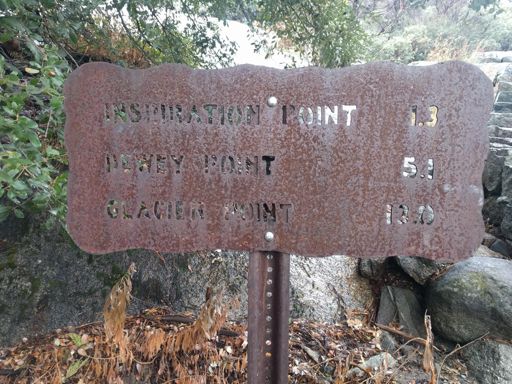 INSPIRATION POINT 1.3
DEWEY POINT 5.1
GLACIER POINT 13.0